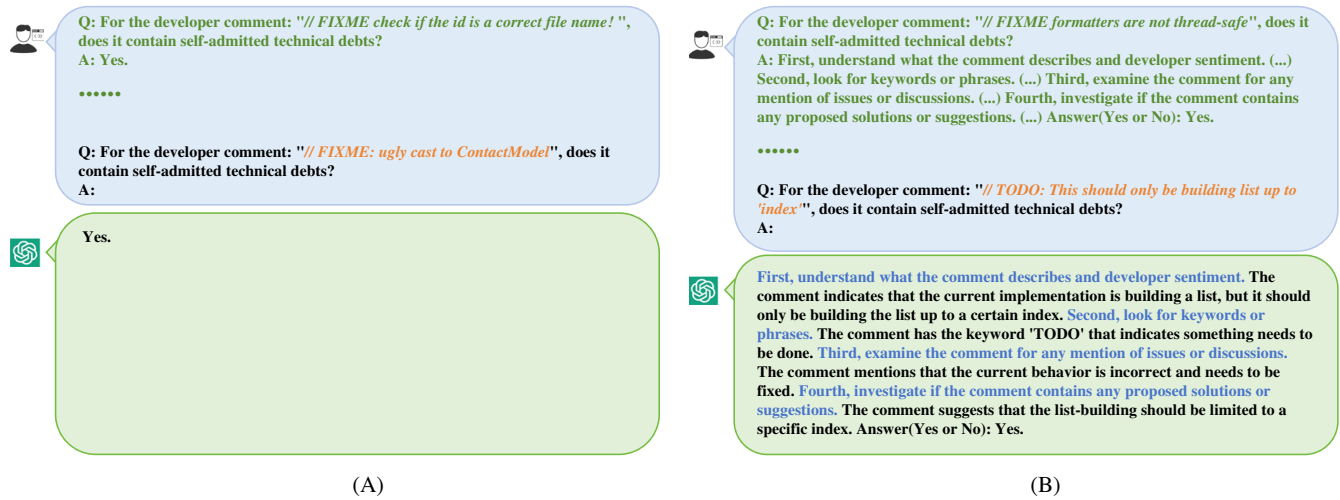 Q: For the developer comment: "// FIXME check if the id is a correct file name! ",
does it contain self-admitted technical debts?
A: Yes.
••••••
Q: For the developer comment: "// FIXME: ugly cast to ContactModel", does it
contain self-admitted technical debts?
A:
Yes.
(A)
Q: For the developer comment: "// FIXME formatters are not thread-safe", does it
contain self-admitted technical debts?
A: First, understand what the comment describes and developer sentiment. (...)
Second, look for keywords or phrases. (...) Third, examine the comment for any
mention of issues or discussions. (...) Fourth, investigate if the comment contains
any proposed solutions or suggestions. (...) Answer(Yes or No): Yes.
••••••
Q: For the developer comment: "// TODO: This should only be building list up to
'index'", does it contain self-admitted technical debts?
A:
First, understand what the comment describes and developer sentiment. The
comment indicates that the current implementation is building a list, but it should
only be building the list up to a certain index. Second, look for keywords or
phrases. The comment has the keyword 'TODO' that indicates something needs to
be done. Third, examine the comment for any mention of issues or discussions.
The comment mentions that the current behavior is incorrect and needs to be
fixed. Fourth, investigate if the comment contains any proposed solutions or
suggestions. The comment suggests that the list-building should be limited to a
specific index. Answer(Yes or No): Yes.
(B)